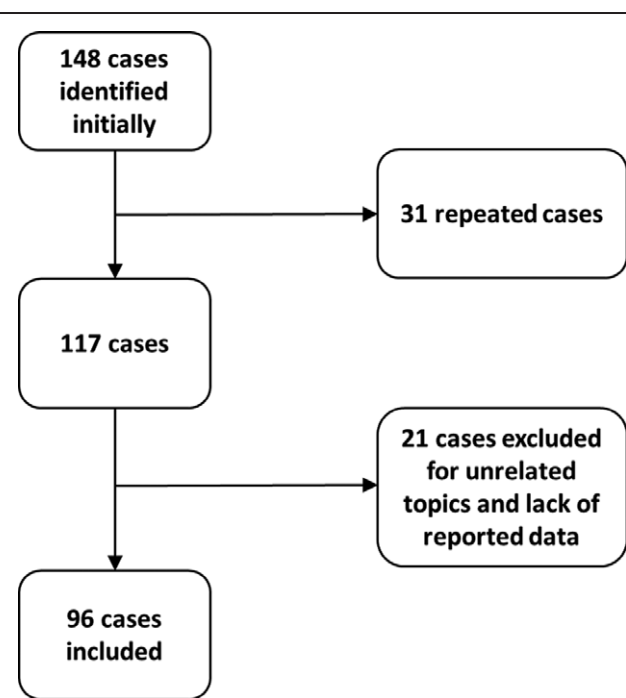 148 cases
identified
initially
31 repeated cases
117 cases
21 cases excluded
for unrelated
topics and lack of
reported data
96 cases
included